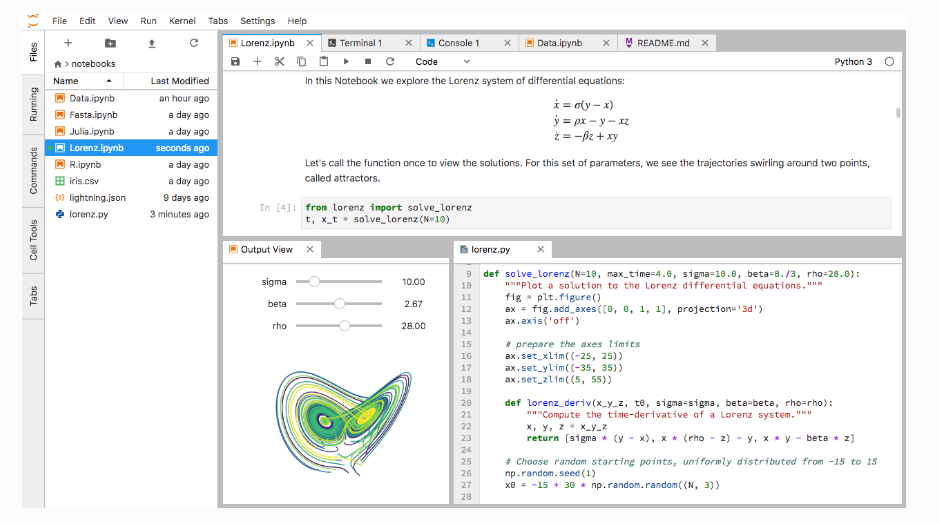 File Edit View Run Kernel Tabs Settings Help
Files
Running
Commands
Cell Tools
Tabs
notebooks
Name Last Modified
Data.ipynb an hour ago
Fasta.ipynb a day ago
Julia.ipynb a day ago
Lorenz.ipynb seconds ago
R.ipynb a day ago
iris.csv a day ago
lightning.json 9 days ago
lorenz.py 3 minutes ago
Lorenz.ipynb Terminal 1 Console 1 Data.ipynb README.md
Code Python 3
In this Notebook we explore the Lorenz system of differential equations:
ẋ = σ(y − x)
ẏ = ρx − y − xz
ż = −βz + xy
Let's call the function once to view the solutions. For this set of parameters, we see the trajectories swirling around two points,
called attractors.
In [4]: from lorenz import solve_lorenz
t, x_t = solve_lorenz(N=10)
Output View
sigma 10.00
beta 2.67
rho 28.00
lorenz.py
9 def solve_lorenz(N=10, max_time=4.0, sigma=10.0, beta=8./3, rho=28.0):
10 """Plot a solution to the Lorenz differential equations."""
11 fig = plt.figure()
12 ax = fig.add_axes([0, 0, 1, 1], projection='3d')
13 ax.axis('off')
14
15 # prepare the axes limits
16 ax.set_xlim((-25, 25))
17 ax.set_ylim((-35, 35))
18 ax.set_zlim((5, 55))
19
20 def lorenz_deriv(x_y_z, t0, sigma=sigma, beta=beta, rho=rho):
21 """Compute the time-derivative of a Lorenz system."""
22 x, y, z = x_y_z
23 return [sigma * (y - x), x * (rho - z) - y, x * y - beta * z]
24
25 # Choose random starting points, uniformly distributed from -15 to 15
26 np.random.seed(1)
27 x0 = -15 + 30 * np.random.random((N, 3))
28